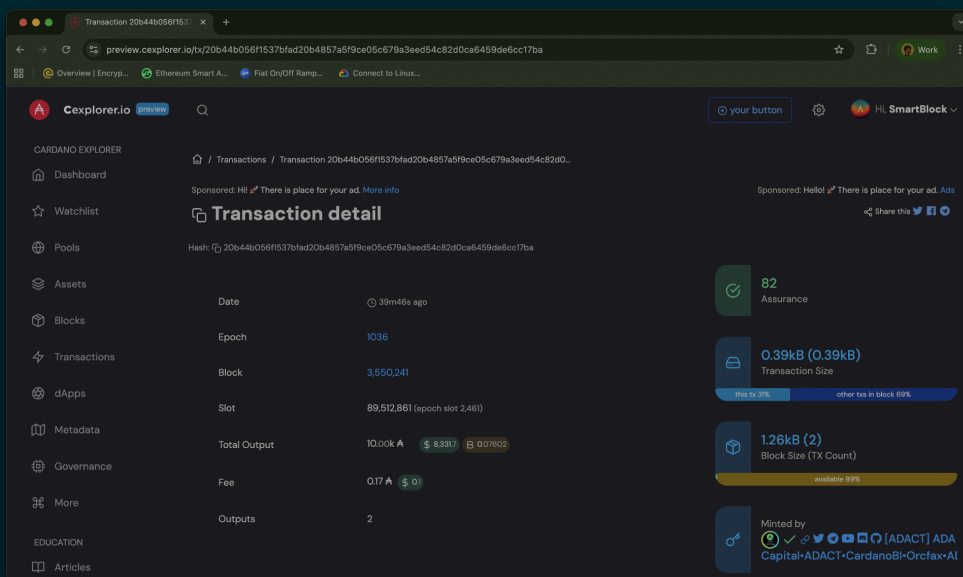 Transaction 20b44b056f1537
preview.cexplorer.io/tx/20b44b056f1537bfad20b4857a5f9ce05c679a3eed54c82d0ca6459de6cc17ba
Work
Overview | Encryp...
Ethereum Smart A...
Fiat On/Off Ramp...
Connect to Linux...
Cexplorer.io preview
your button
Hi, SmartBlock
CARDANO EXPLORER
Dashboard
Watchlist
Pools
Assets
Blocks
Transactions
dApps
Metadata
Governance
More
EDUCATION
Articles
/ Transactions / Transaction 20b44b056f1537bfad20b4857a5f9ce05c679a3eed54c82d0...
Sponsored: Hi! 🚀 There is place for your ad. More info
Sponsored: Hello! 🚀 There is place for your ad. Ads
Transaction detail
Share this
Hash: 20b44b056f1537bfad20b4857a5f9ce05c679a3eed54c82d0ca6459de6cc17ba
Date 39m46s ago
Epoch 1036
Block 3,550,241
Slot 89,512,861 (epoch slot 2,461)
Total Output 10.00k ₳ $ 8,331.7 B 0.07602
Fee 0.17 ₳ $ 0.1
Outputs 2
82
Assurance
0.39kB (0.39kB)
Transaction Size
this tx 31% other txs in block 69%
1.26kB (2)
Block Size (TX Count)
available 99%
Minted by
[ADACT] ADA
Capital•ADACT•CardanoBI•Orcfax•A